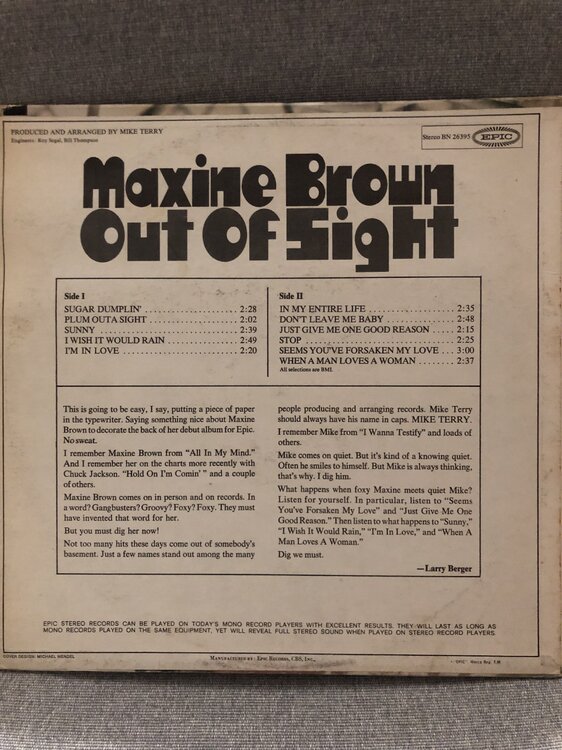 PRODUCED AND ARRANGED BY MIKE TERRY
Engineers: Roy Segal, Bill Thompson
Stereo BN 26395 EPIC
Maxine Brown
Out Of Sight
Side I
SUGAR DUMPLIN' .................... 2:28
PLUM OUTA SIGHT .................... 2:02
SUNNY .................... 2:39
I WISH IT WOULD RAIN .................... 2:49
I'M IN LOVE .................... 2:20
Side II
IN MY ENTIRE LIFE .................... 2:35
DON'T LEAVE ME BABY .................... 2:48
JUST GIVE ME ONE GOOD REASON ..... 2:15
STOP .................... 2:25
SEEMS YOU'VE FORSAKEN MY LOVE ... 3:00
WHEN A MAN LOVES A WOMAN ........ 2:37
All selections are BMI.
This is going to be easy, I say, putting a piece of paper
in the typewriter. Saying something nice about Maxine
Brown to decorate the back of her debut album for Epic.
No sweat.
I remember Maxine Brown from “All In My Mind.”
And I remember her on the charts more recently with
Chuck Jackson. “Hold On I'm Comin' ” and a couple
of others.
Maxine Brown comes on in person and on records. In
a word? Gangbusters? Groovy? Foxy? Foxy. They must
have invented that word for her.
But you must dig her now!
Not too many hits these days come out of somebody's
basement. Just a few names stand out among the many
people producing and arranging records. Mike Terry
should always have his name in caps. MIKE TERRY.
I remember Mike from “I Wanna Testify” and loads of
others.
Mike comes on quiet. But it's kind of a knowing quiet.
Often he smiles to himself. But Mike is always thinking,
that's why. I dig him.
What happens when foxy Maxine meets quiet Mike?
Listen for yourself. In particular, listen to “Seems
You've Forsaken My Love” and “Just Give Me One
Good Reason.” Then listen to what happens to “Sunny,”
“I Wish It Would Rain,” “I'm In Love,” and “When A
Man Loves A Woman.”
Dig we must.
—Larry Berger
EPIC STEREO RECORDS CAN BE PLAYED ON TODAY'S MONO RECORD PLAYERS WITH EXCELLENT RESULTS. THEY WILL LAST AS LONG AS
MONO RECORDS PLAYED ON THE SAME EQUIPMENT, YET WILL REVEAL FULL STEREO SOUND WHEN PLAYED ON STEREO RECORD PLAYERS.
COVER DESIGN: MICHAEL MENDEL
Manufactured by Epic Records, CBS, Inc.,
"EPIC" Marca Reg. T.M.